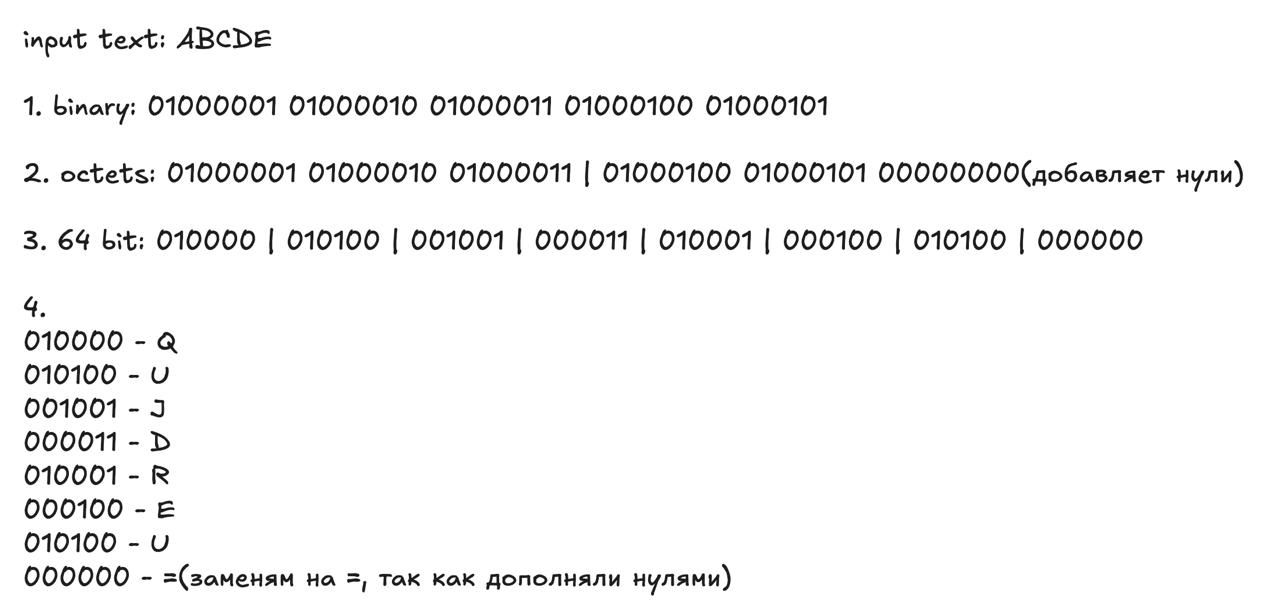 input text: ABCDE
1. binary: 01000001 01000010 01000011 01000100 01000101
2. octets: 01000001 01000010 01000011 | 01000100 01000101 00000000(добавляет нули)
3. 64 bit: 010000 | 010100 | 001001 | 000011 | 010001 | 000100 | 010100 | 000000
4.
010000 - Q
010100 - U
001001 - J
000011 - D
010001 - R
000100 - E
010100 - U
000000 - =(заменям на =, так как дополняли нулями)